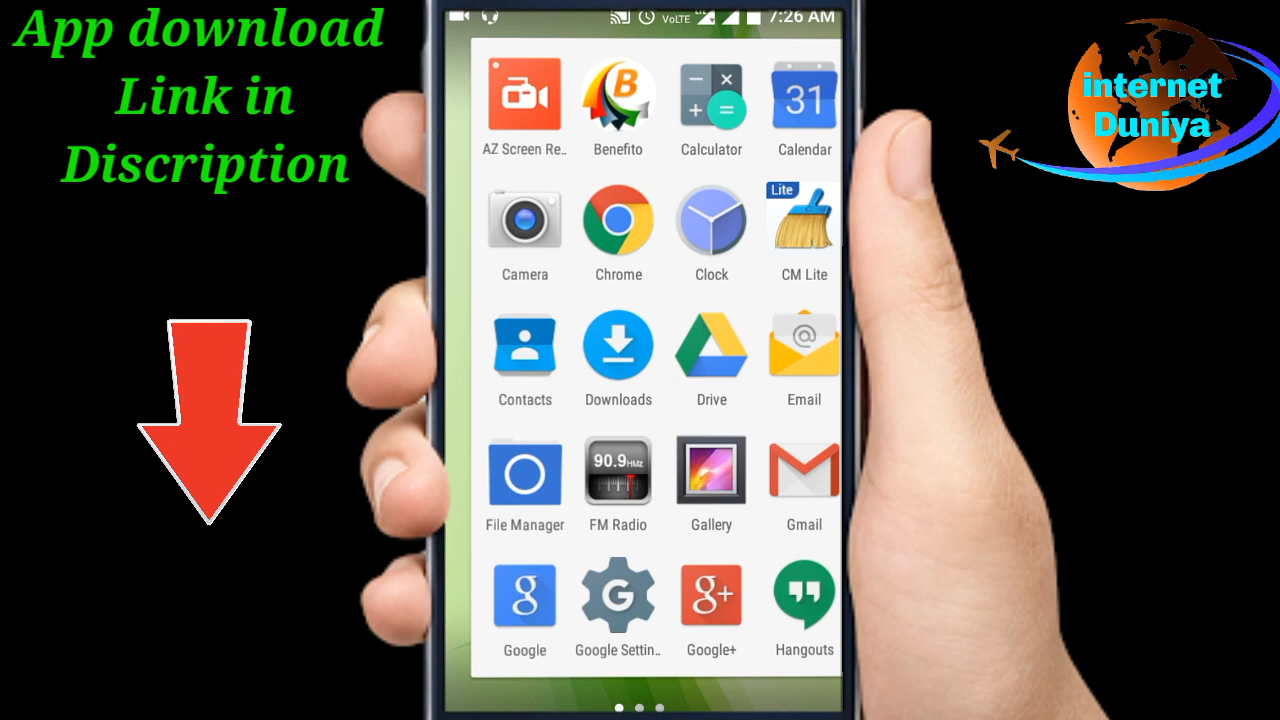 App download
Link in
Discription
internet
Duniya
VoLTE
LTE
7:26 AM
AZ Screen Re..
Benefito
Calculator
Calendar
31
B
Camera
Chrome
Clock
CM Lite
Lite
Contacts
Downloads
Drive
Email
@
90.9HMz
File Manager
FM Radio
Gallery
Gmail
g
G
g+
Google
Google Settin..
Google+
Hangouts